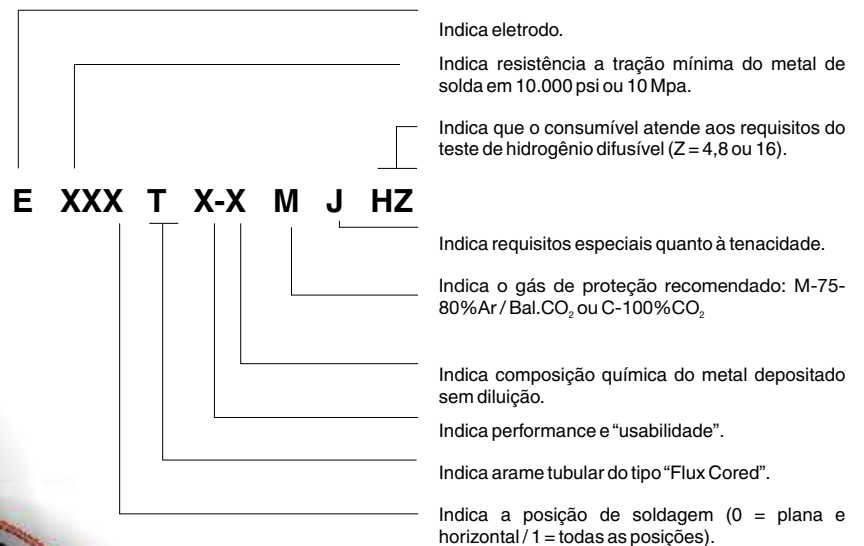 Indica eletrodo.
Indica resistência a tração mínima do metal de
solda em 10.000 psi ou 10 Mpa.
Indica que o consumível atende aos requisitos do
teste de hidrogênio difusível (Z = 4,8 ou 16).
E XXX T X-X M J HZ
Indica requisitos especiais quanto à tenacidade.
Indica o gás de proteção recomendado: M-75-
80%Ar / Bal.CO₂ ou C-100%CO₂
Indica composição química do metal depositado
sem diluição.
Indica performance e “usabilidade”.
Indica arame tubular do tipo “Flux Cored”.
Indica a posição de soldagem (0 = plana e
horizontal / 1 = todas as posições).